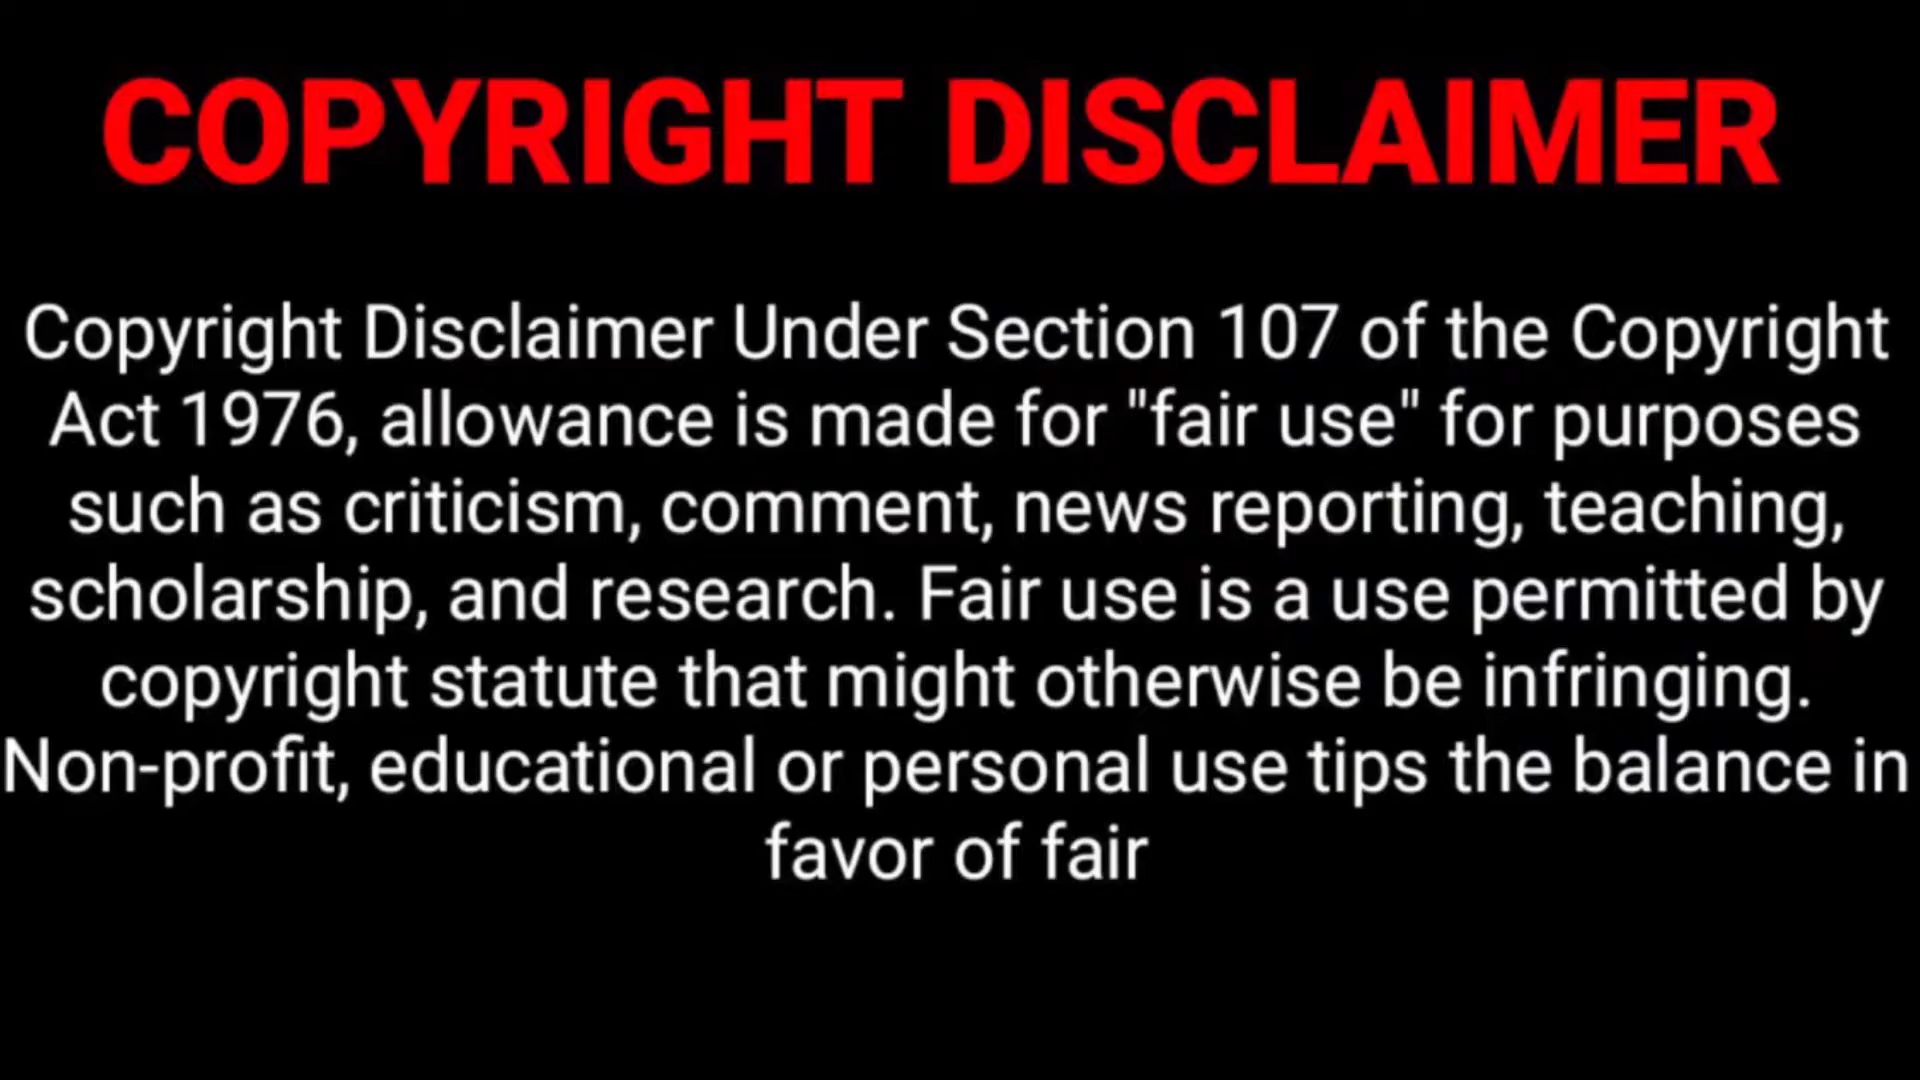 COPYRIGHT DISCLAIMER
Copyright Disclaimer Under Section 107 of the Copyright
Act 1976, allowance is made for "fair use" for purposes
such as criticism, comment, news reporting, teaching,
scholarship, and research. Fair use is a use permitted by
copyright statute that might otherwise be infringing.
Non-profit, educational or personal use tips the balance in
favor of fair